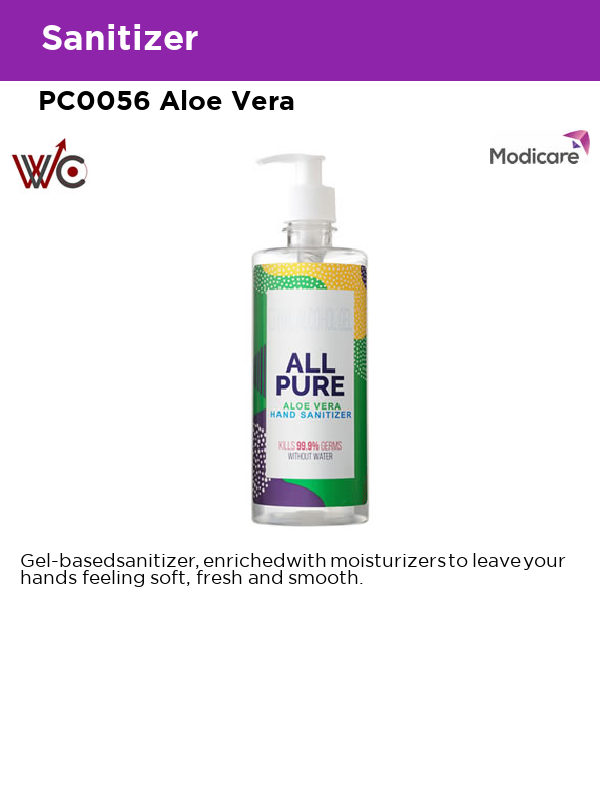 Sanitizer
PC0056 Aloe Vera
WC
Modicare
ALL
PURE
ALOE VERA
HAND SANITIZER
KILLS 99.9% GERMS
WITHOUT WATER
Gel-basedsanitizer, enrichedwith moisturizersto leaveyour
hands feeling soft, fresh and smooth.